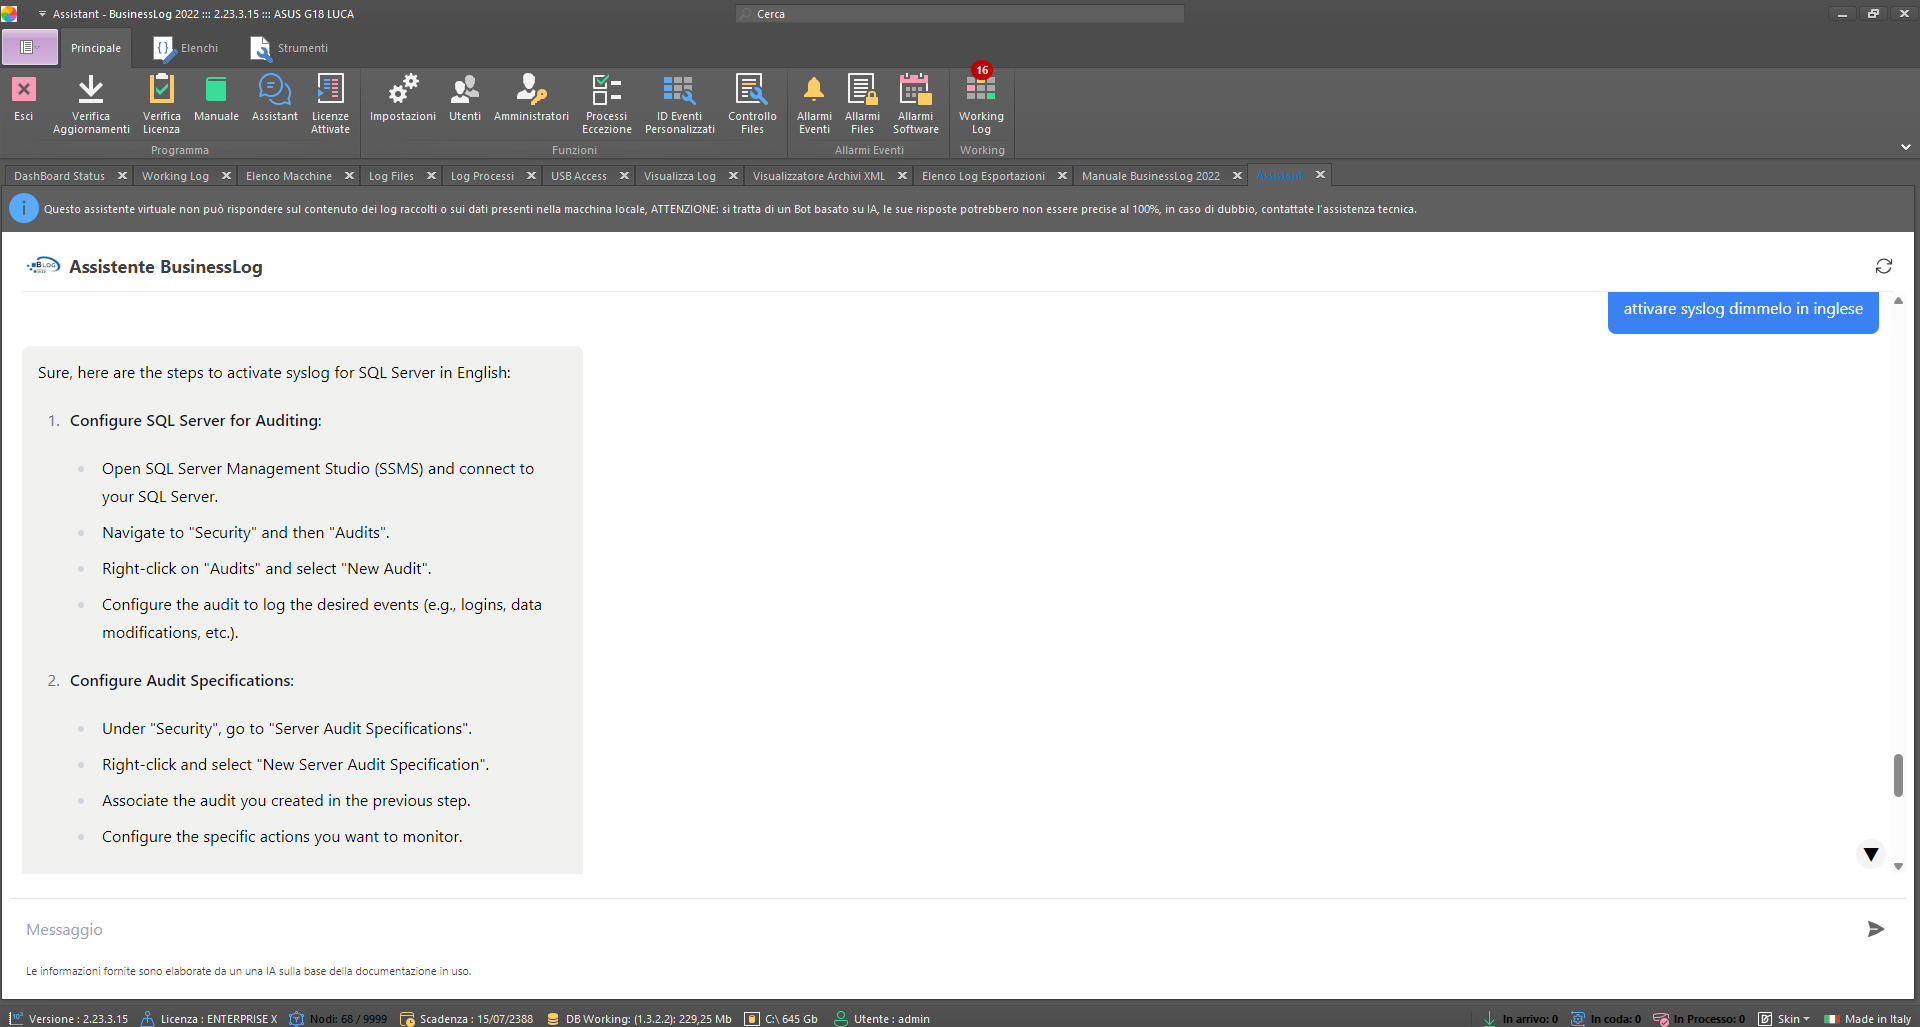 Assistant - BusinessLog 2022 ::: 2.23.3.15 ::: ASUS G18 LUCA
Cerca
Principale
Elenchi
Strumenti
Esci
Verifica Aggiornamenti
Verifica Licenza
Manuale
Assistant
Licenze Attivate
Impostazioni
Utenti
Amministratori
Processi Eccezione
ID Eventi Personalizzati
Controllo Files
Allarmi Eventi
Allarmi Files
Allarmi Software
16
Working Log
Programma
Funzioni
Allarmi Eventi
Working
DashBoard Status
Working Log
Elenco Macchine
Log Files
Log Processi
USB Access
Visualizza Log
Visualizzatore Archivi XML
Elenco Log Esportazioni
Manuale BusinessLog 2022
Assistant
Questo assistente virtuale non può rispondere sul contenuto dei log raccolti o sui dati presenti nella macchina locale, ATTENZIONE: si tratta di un Bot basato su IA, le sue risposte potrebbero non essere precise al 100%, in caso di dubbio, contattate l'assistenza tecnica.
Assistente BusinessLog
attivare syslog dimmelo in inglese
Sure, here are the steps to activate syslog for SQL Server in English:
1. Configure SQL Server for Auditing:
Open SQL Server Management Studio (SSMS) and connect to
your SQL Server.
Navigate to "Security" and then "Audits".
Right-click on "Audits" and select "New Audit".
Configure the audit to log the desired events (e.g., logins, data
modifications, etc.).
2. Configure Audit Specifications:
Under "Security", go to "Server Audit Specifications".
Right-click and select "New Server Audit Specification".
Associate the audit you created in the previous step.
Configure the specific actions you want to monitor.
Messaggio
Le informazioni fornite sono elaborate da un una IA sulla base della documentazione in uso.
Versione : 2.23.3.15
Licenza : ENTERPRISE X
Nodi: 68 / 9999
Scadenza : 15/07/2388
DB Working: (1.3.2.2): 229,25 Mb
C:\ 645 Gb
Utente : admin
In arrivo: 0
In coda: 0
In Processo: 0
Skin
Made in Italy